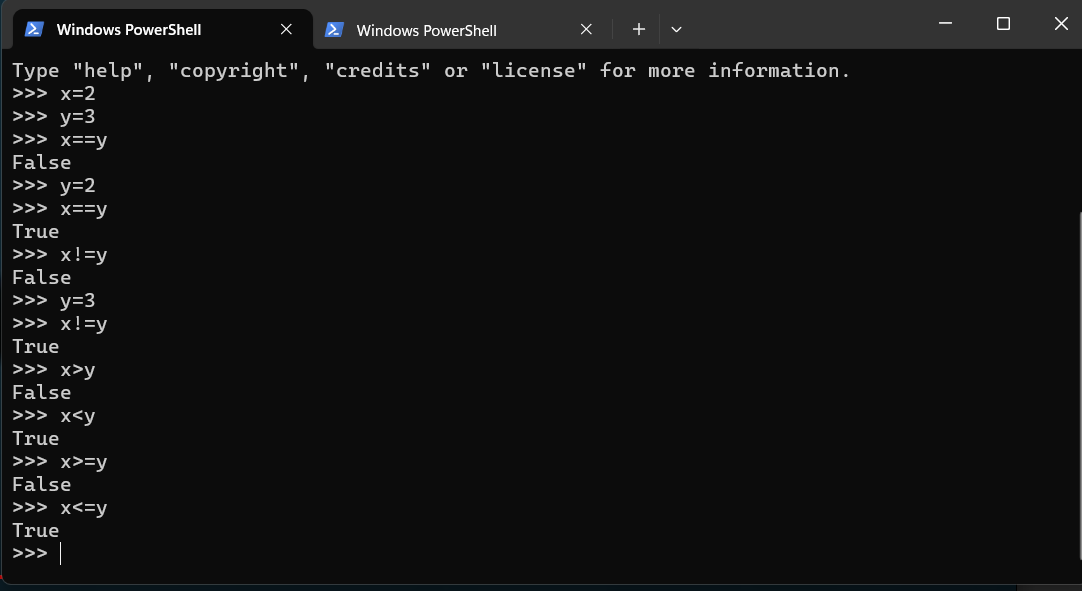 Windows PowerShell
Windows PowerShell
Type "help", "copyright", "credits" or "license" for more information.
>>> x=2
>>> y=3
>>> x==y
False
>>> y=2
>>> x==y
True
>>> x!=y
False
>>> y=3
>>> x!=y
True
>>> x>y
False
>>> x<y
True
>>> x>=y
False
>>> x<=y
True
>>>